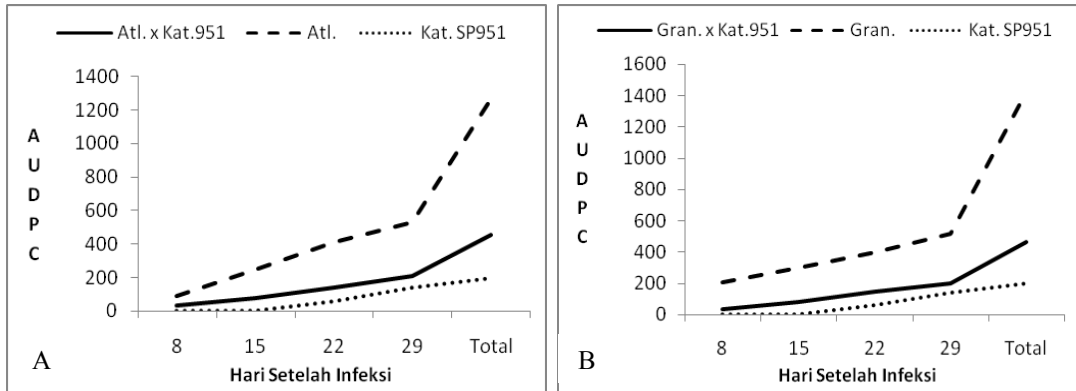 Atl. x Kat.951 Atl. Kat. SP951
1400
1200
1000
800
600
400
200
0
A
U
D
P
C
8 15 22 29 Total
Hari Setelah Infeksi
A
Gran. x Kat.951 Gran. Kat. SP951
1600
1400
1200
1000
800
600
400
200
0
A
U
D
P
C
8 15 22 29 Total
Hari Setelah Infeksi
B